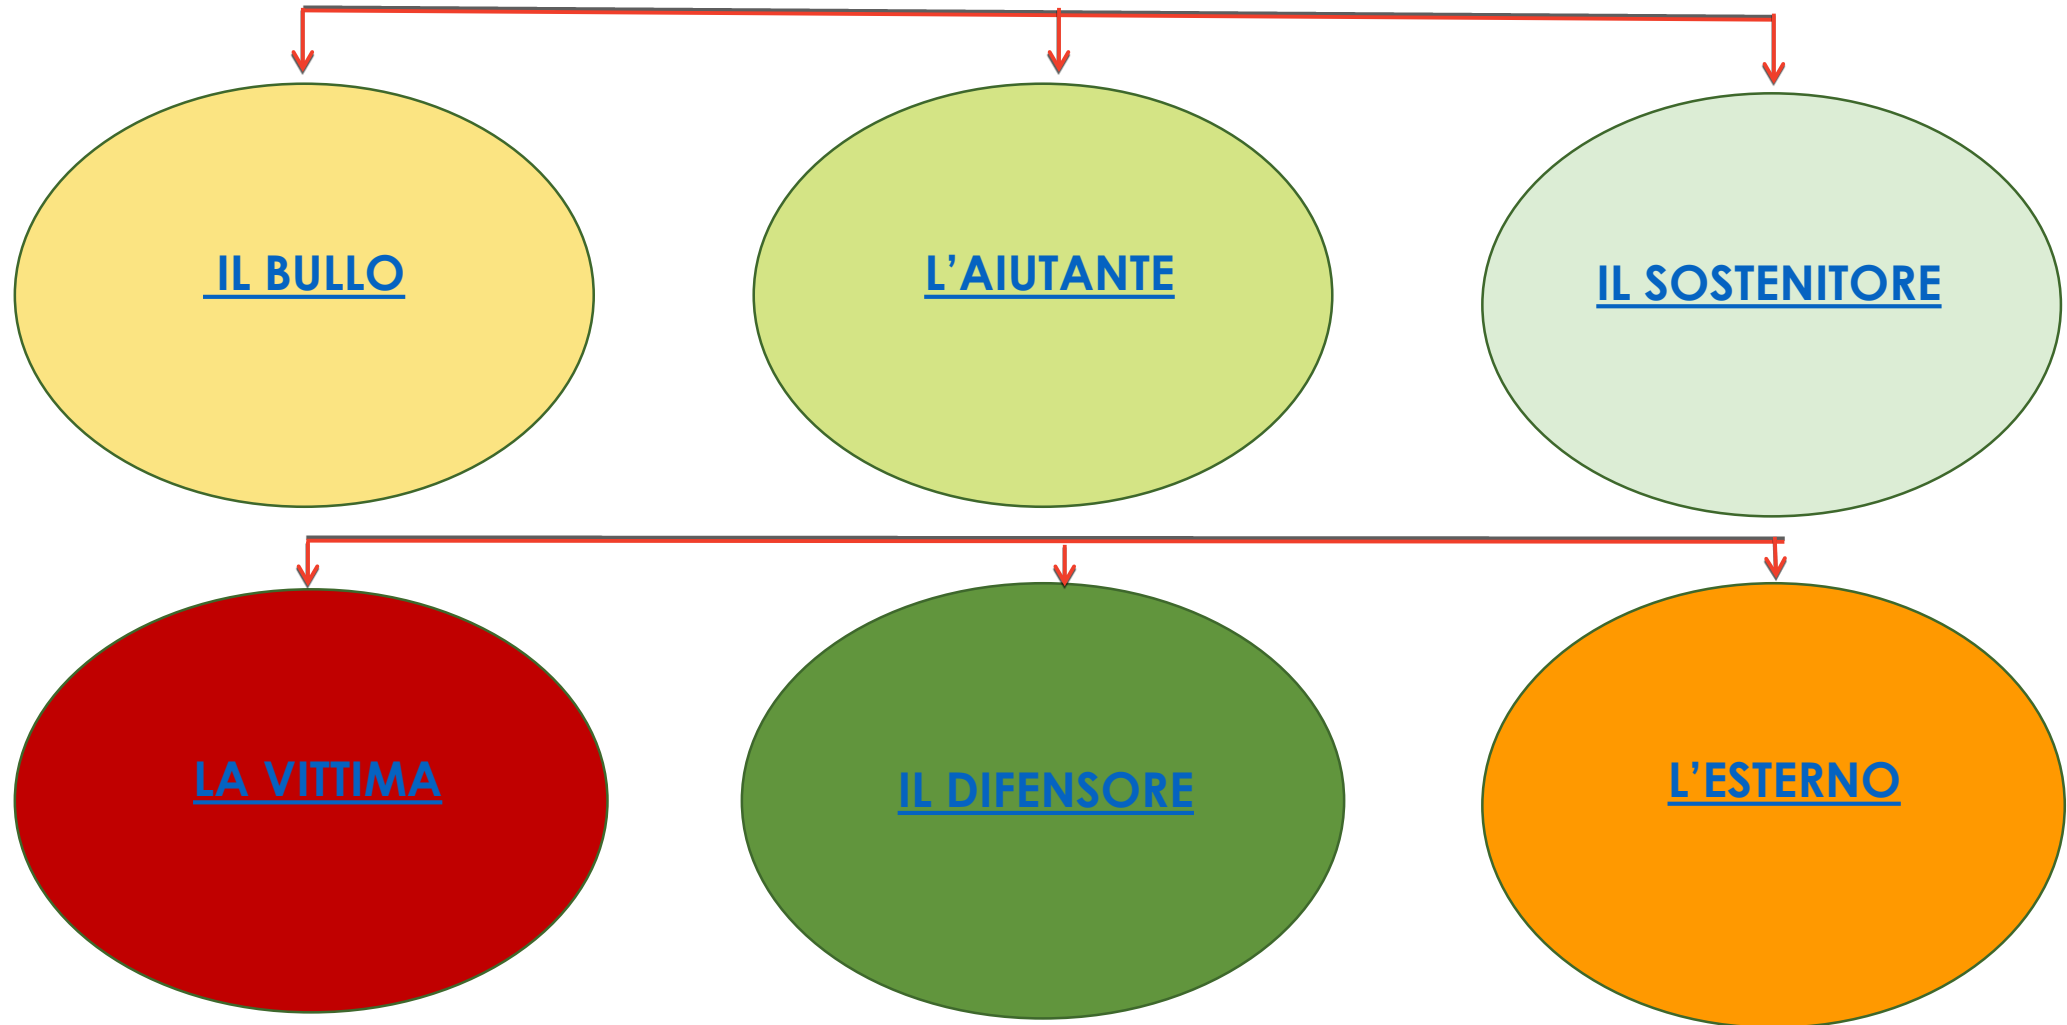 IL BULLO
L’AIUTANTE
IL SOSTENITORE
LA VITTIMA
IL DIFENSORE
L’ESTERNO